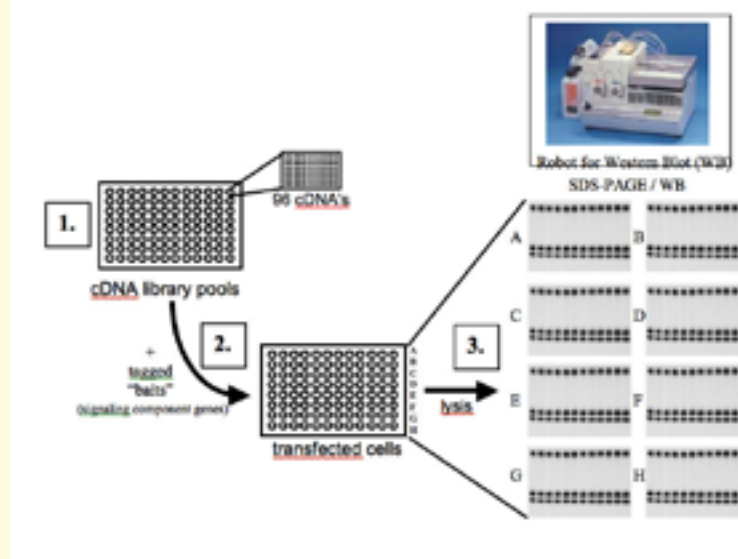 Robot for Western Blot (WB)
SDS-PAGE / WB
1.
96 cDNA's
cDNA library pools
2.
+
tagged
"baits"
(signaling component genes)
A
B
C
D
E
F
G
H
transfected cells
3.
lysis
A
B
C
D
E
F
G
H